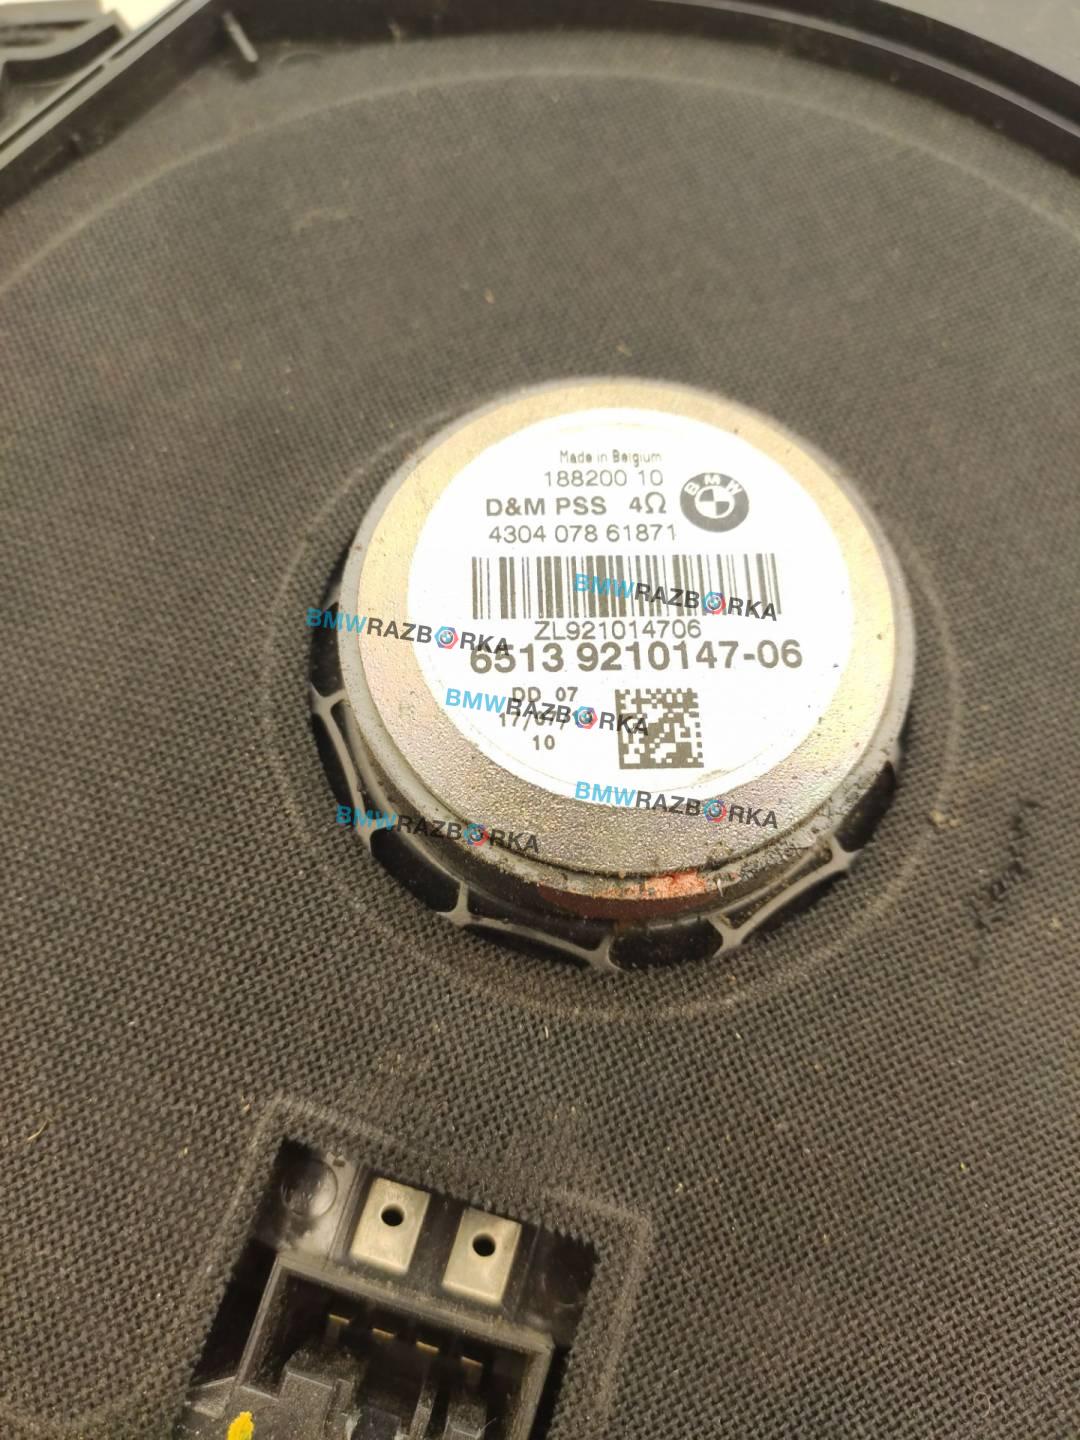 Made in Belgium
188200 10
D&M PSS 4Ω
BMW
4304 078 61871
BMWRAZBORKA
ZL921014706
BMWRAZBORKA
6513 9210147-06
DD 07
BMWRAZBORKA
10
BMWRAZBORKA
BMWRAZBORKA